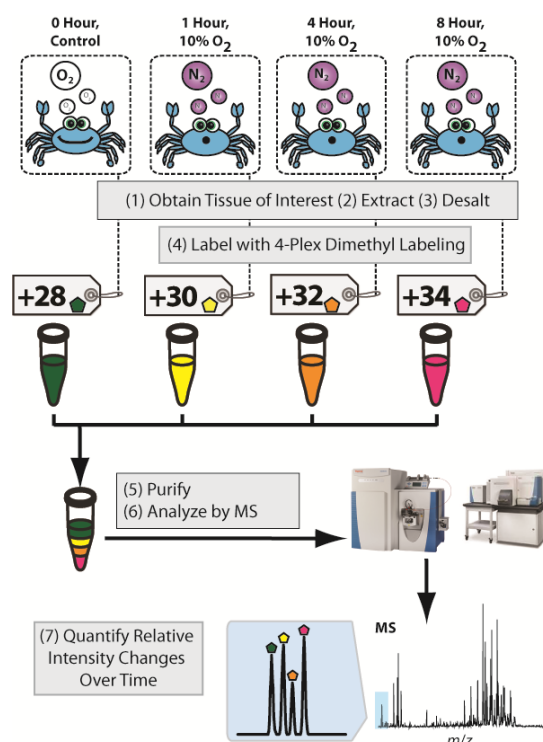 0 Hour,
Control
1 Hour,
10% O2
4 Hour,
10% O2
8 Hour,
10% O2
O2
N2
N2
N2
(1) Obtain Tissue of Interest (2) Extract (3) Desalt
(4) Label with 4-Plex Dimethyl Labeling
+28
+30
+32
+34
(5) Purify
(6) Analyze by MS
(7) Quantify Relative
Intensity Changes
Over Time
MS
m/z